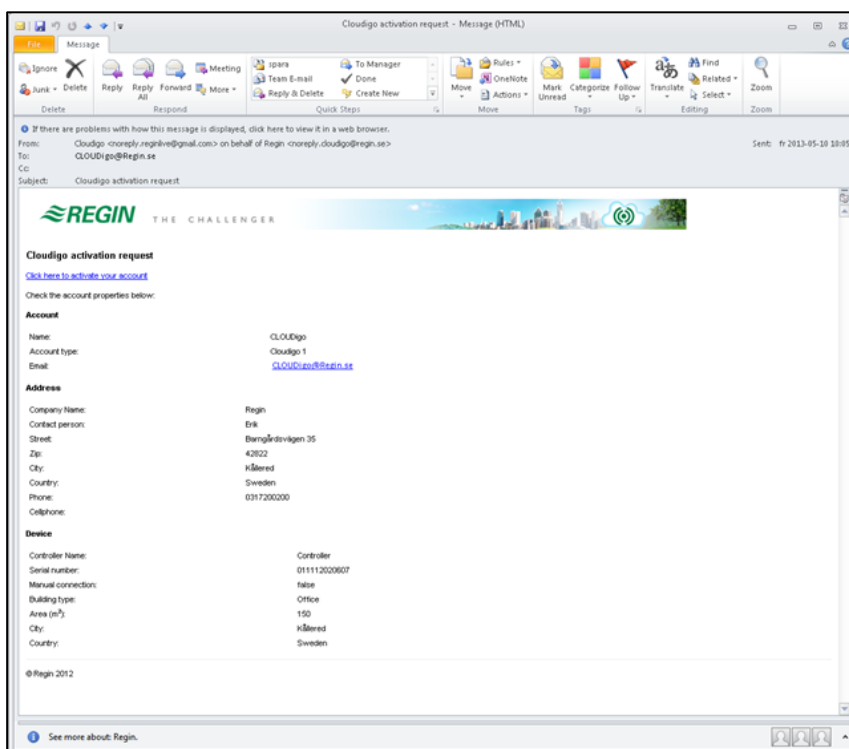 Cloudigo activation request - Message (HTML)
File Message
Ignore Delete Reply Reply All Forward Meeting spara To Manager Move Rules OneNote Mark Unread Categorize Follow Up Translate Find Related Zoom
Junk More Team E-mail Done Actions Select
Reply & Delete Create New
Delete Respond Quick Steps Move Tags Editing Zoom
If there are problems with how this message is displayed, click here to view it in a web browser.
From: Cloudigo <noreply.reginlive@gmail.com> on behalf of Regin <noreply.cloudigo@regin.se> Sent: fr 2013-05-10 10:05
To: CLOUDigo@Regin.se
Cc:
Subject: Cloudigo activation request
REGIN THE CHALLENGER
Cloudigo activation request
Click here to activate your account
Check the account properties below:
Account
Name: CLOUDigo
Account type: Cloudigo 1
Email: CLOUDigo@Regin.se
Address
Company Name: Regin
Contact person: Erik
Street: Barngårdsvägen 35
Zip: 42822
City: Kållered
Country: Sweden
Phone: 0317200200
Cellphone:
Device
Controller Name: Controller
Serial number: 011112020607
Manual connection: false
Building type: Office
Area (m²): 150
City: Kållered
Country: Sweden
© Regin 2012
See more about: Regin.